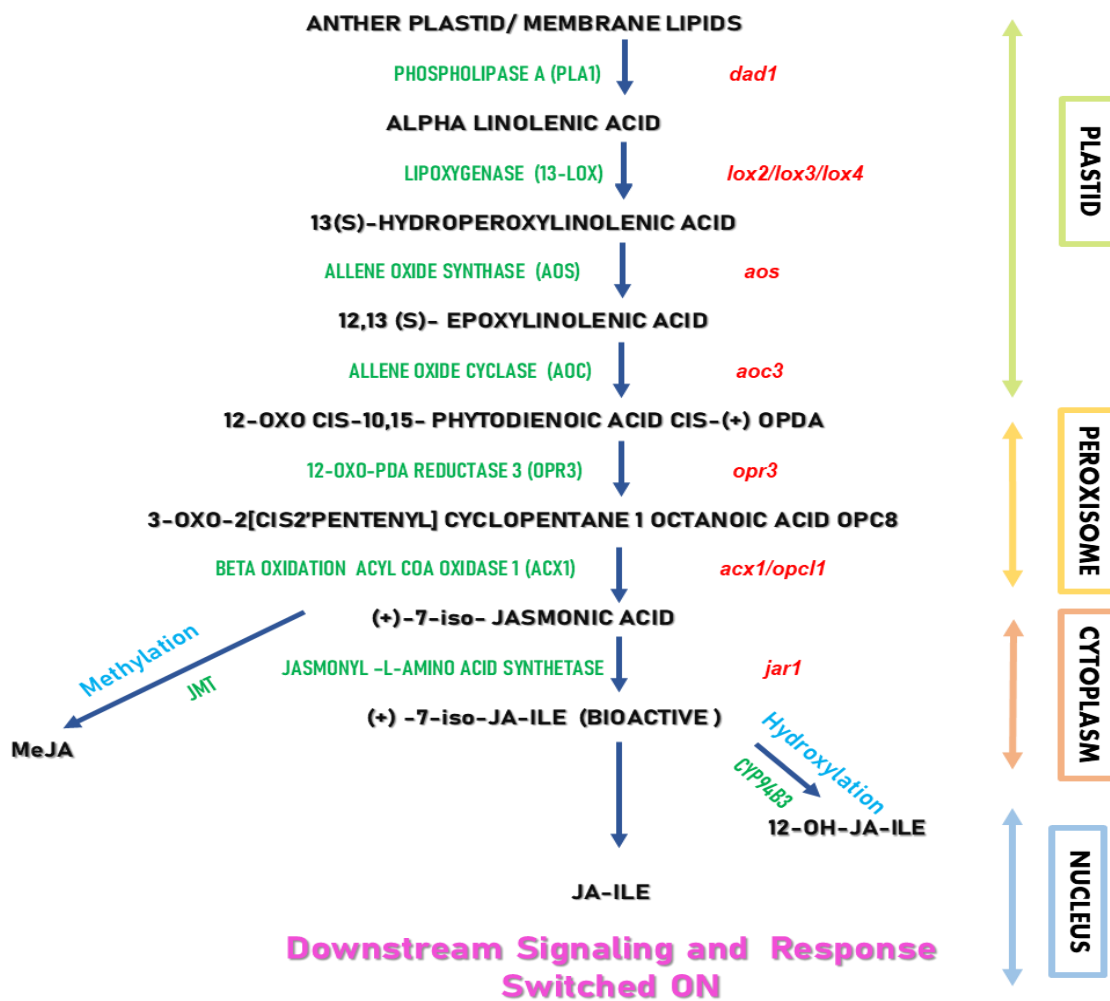 ANTHER PLASTID/ MEMBRANE LIPIDS
PHOSPHOLIPASE A (PLA1)
dad1
ALPHA LINOLENIC ACID
LIPOXYGENASE (13-LOX)
lox2/lox3/lox4
13(S)-HYDROPEROXYLINOLENIC ACID
ALLENE OXIDE SYNTHASE (AOS)
aos
12,13 (S)- EPOXYLINOLENIC ACID
ALLENE OXIDE CYCLASE (AOC)
aoc3
12-OXO CIS-10,15- PHYTODIENOIC ACID CIS-(+) OPDA
12-OXO-PDA REDUCTASE 3 (OPR3)
opr3
3-OXO-2[CIS2'PENTENYL] CYCLOPENTANE 1 OCTANOIC ACID OPC8
BETA OXIDATION ACYL COA OXIDASE 1 (ACX1)
acx1/opcl1
(+)-7-iso- JASMONIC ACID
Methylation
JMT
MeJA
JASMONYL -L-AMINO ACID SYNTHETASE
jar1
(+) -7-iso-JA-ILE (BIOACTIVE )
Hydroxylation
CYP94B3
12-OH-JA-ILE
JA-ILE
Downstream Signaling and Response
Switched ON
PLASTID
PEROXISOME
CYTOPLASM
NUCLEUS